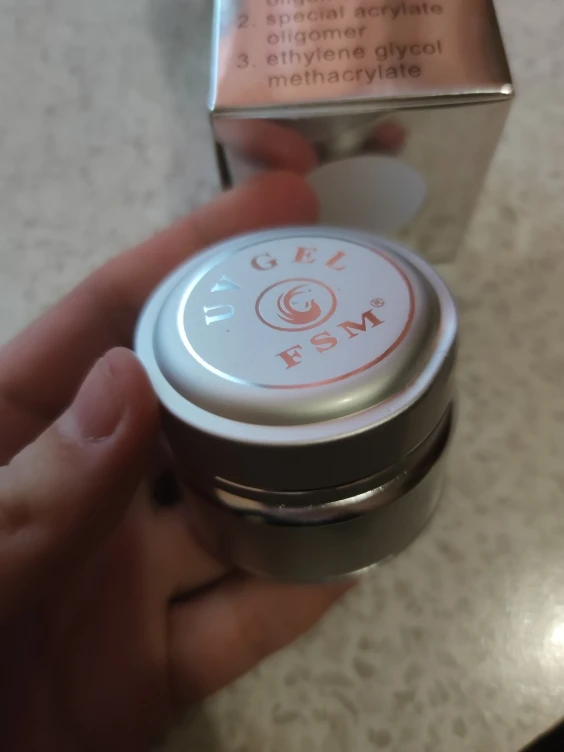 2. special acrylate
oligomer
3. ethylene glycol
methacrylate
UV GEL
FSM®